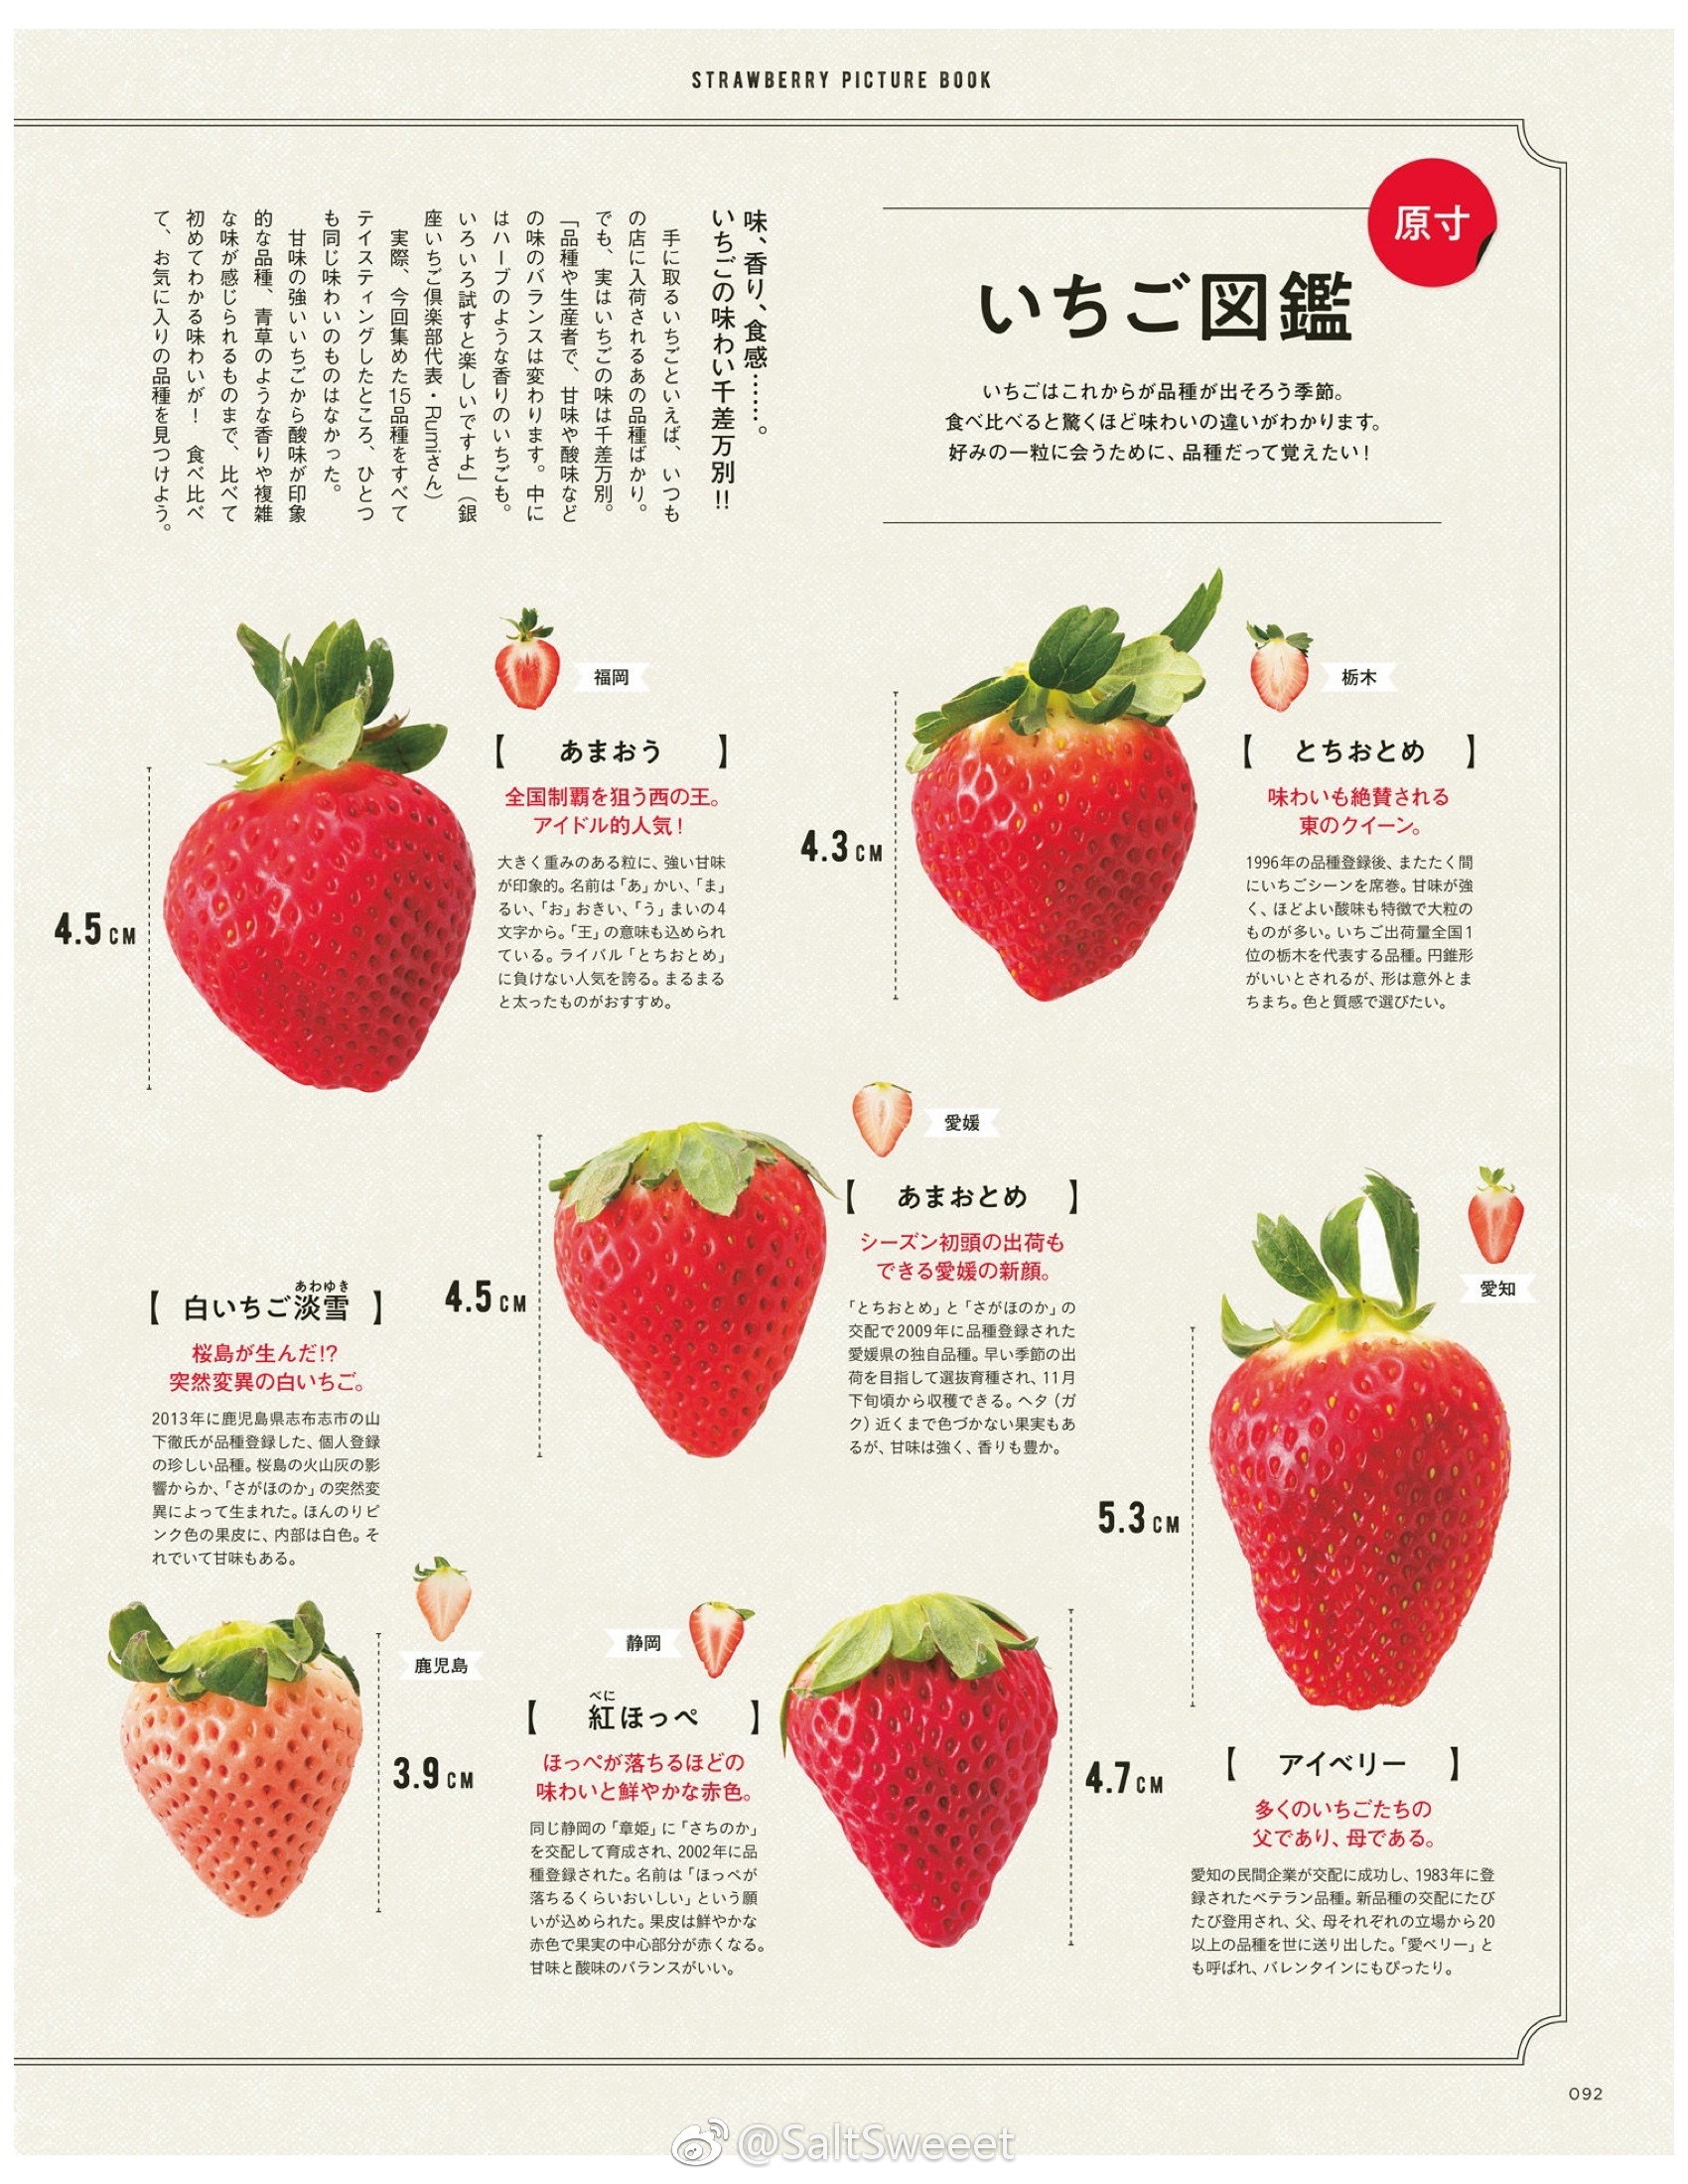 STRAWBERRY PICTURE BOOK
原寸
いちご図鑑
いちごはこれからが品種が出そろう季節。
食べ比べると驚くほど味わいの違いがわかります。
好みの一粒に会うために、品種だって覚えたい！
味、香り、食感……。
いちごの味わい千差万別!!
手に取るいちごといえば、いつも
の店に入荷されるあの品種ばかり。
でも、実はいちごの味は千差万別。
「品種や生産者で、甘味や酸味など
の味のバランスは変わります。中に
はハーブのような香りのいちごも。
いろいろ試すと楽しいですよ」（銀
座いちご倶楽部代表・Rumiさん）
実際、今回集めた15品種をすべて
テイスティングしたところ、ひとつ
も同じ味わいのものはなかった。
甘味の強いいちごから酸味が印象
的な品種、青草のような香りや複雑
な味が感じられるものまで、比べて
初めてわかる味わいが！　食べ比べ
て、お気に入りの品種を見つけよう。
栃木
【 とちおとめ 】
味わいも絶賛される
東のクイーン。
1996年の品種登録後、またたく間
にいちごシーンを席巻。甘味が強
く、ほどよい酸味も特徴で大粒の
ものが多い。いちご出荷量全国1
位の栃木を代表する品種。円錐形
がいいとされるが、形は意外とま
ちまち。色と質感で選びたい。
4.3CM
福岡
【 あまおう 】
全国制覇を狙う西の王。
アイドル的人気！
大きく重みのある粒に、強い甘味
が印象的。名前は「あ」かい、「ま」
るい、「お」おきい、「う」まいの4
文字から。「王」の意味も込められ
ている。ライバル「とちおとめ」
に負けない人気を誇る。まるまる
と太ったものがおすすめ。
4.5CM
愛媛
【 あまおとめ 】
シーズン初頭の出荷も
できる愛媛の新顔。
「とちおとめ」と「さがほのか」の
交配で2009年に品種登録された
愛媛県の独自品種。早い季節の出
荷を目指して選抜育種され、11月
下旬頃から収穫できる。ヘタ（ガ
ク）近くまで色づかない果実もあ
るが、甘味は強く、香りも豊か。
4.5CM
愛知
5.3CM
【 アイベリー 】
多くのいちごたちの
父であり、母である。
愛知の民間企業が交配に成功し、1983年に登
録されたベテラン品種。新品種の交配にたび
たび登用され、父、母それぞれの立場から20
以上の品種を世に送り出した。「愛ベリー」と
も呼ばれ、バレンタインにもぴったり。
あわゆき
【 白いちご淡雪 】
桜島が生んだ!?
突然変異の白いちご。
2013年に鹿児島県志布志市の山
下徹氏が品種登録した、個人登録
の珍しい品種。桜島の火山灰の影
響からか、「さがほのか」の突然変
異によって生まれた。ほんのりピ
ンク色の果皮に、内部は白色。そ
れでいて甘味もある。
鹿児島
3.9CM
静岡
べに
【 紅ほっぺ 】
ほっぺが落ちるほどの
味わいと鮮やかな赤色。
同じ静岡の「章姫」に「さちのか」
を交配して育成され、2002年に品
種登録された。名前は「ほっぺが
落ちるくらいおいしい」という願
いが込められた。果皮は鮮やかな
赤色で果実の中心部分が赤くなる。
甘味と酸味のバランスがいい。
4.7CM
092
@SaltSweeet